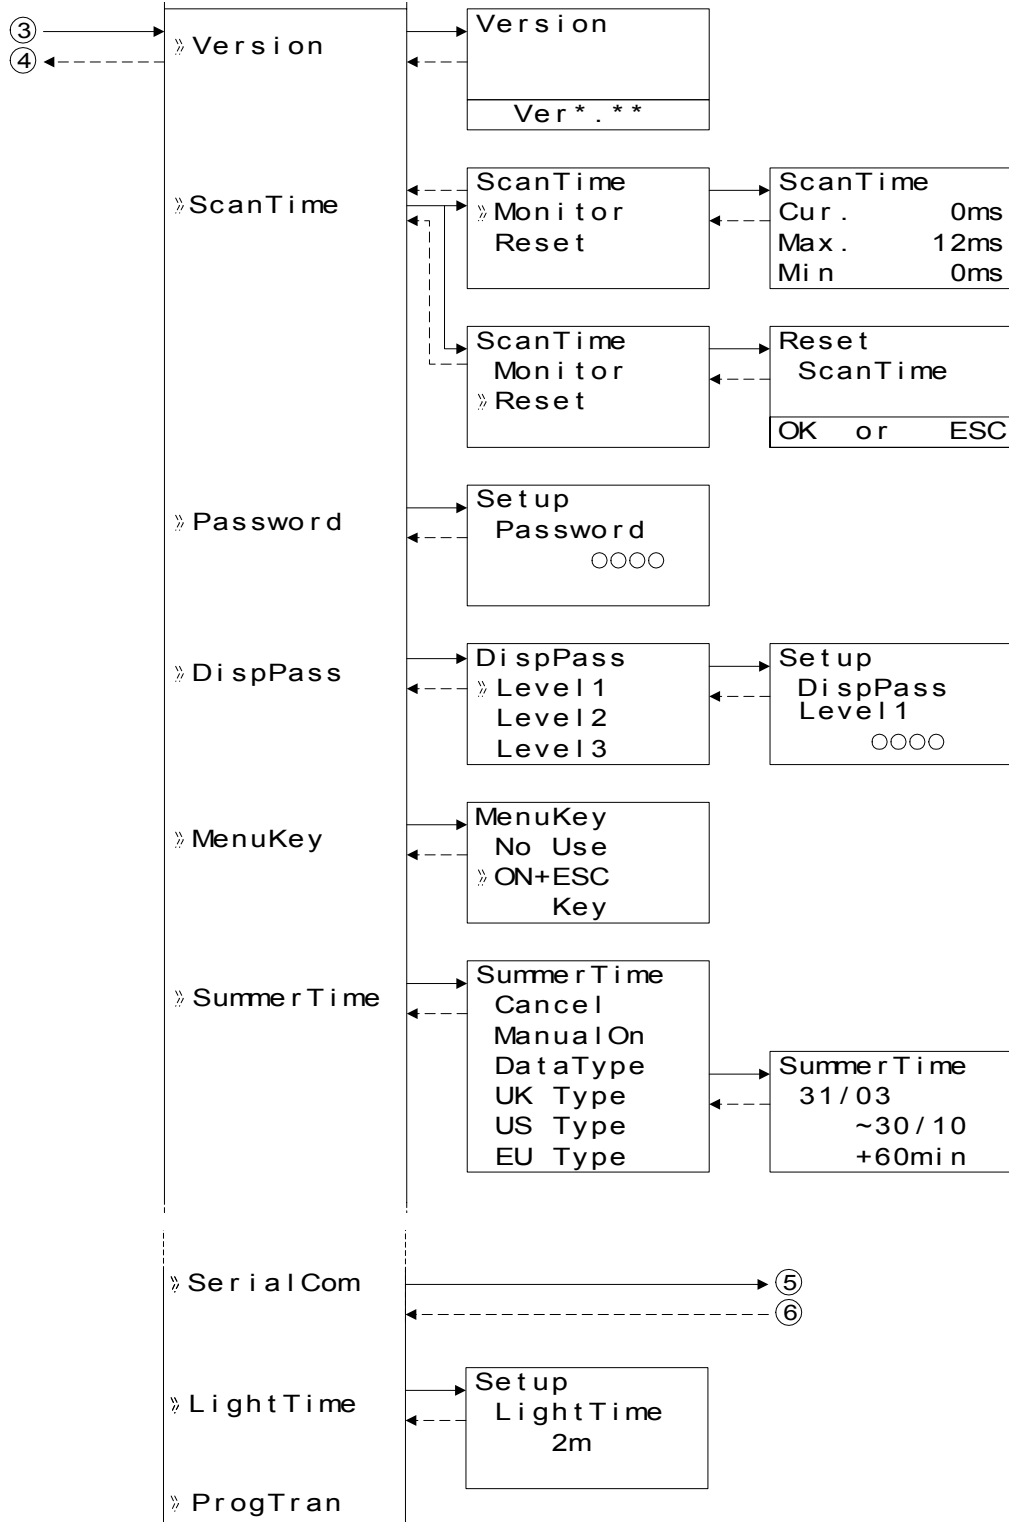 ③
④
» Version
Version
Ver*.**
» ScanTime
ScanTime
» Monitor
Reset
ScanTime
Cur. 0ms
Max. 12ms
Min 0ms
ScanTime
Monitor
» Reset
Reset
ScanTime
OK or ESC
» Password
Setup
Password
○○○○
» DispPass
DispPass
» Level1
Level2
Level3
Setup
DispPass
Level1
○○○○
» MenuKey
MenuKey
No Use
» ON+ESC
Key
» SummerTime
SummerTime
Cancel
ManualOn
DataType
UK Type
US Type
EU Type
SummerTime
31/03
~30/10
+60min
» SerialCom
⑤
⑥
» LightTime
Setup
LightTime
2m
» ProgTran